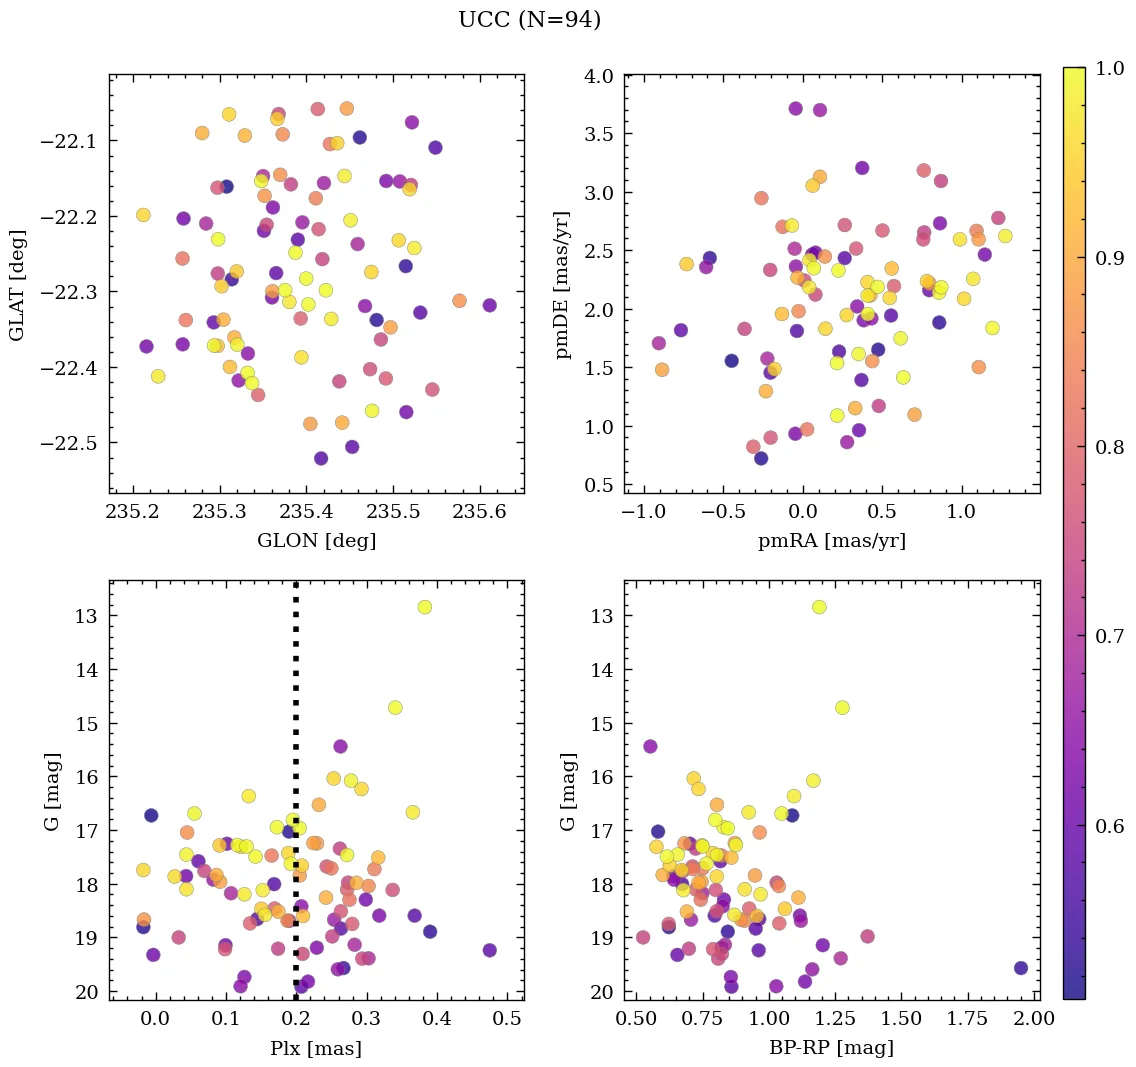 UCC (N=94)
−22.1
−22.2
−22.3
−22.4
−22.5
GLAT [deg]
235.2 235.3 235.4 235.5 235.6
GLON [deg]
4.0
3.5
3.0
2.5
2.0
1.5
1.0
0.5
pmDE [mas/yr]
−1.0 −0.5 0.0 0.5 1.0
pmRA [mas/yr]
13
14
15
16
17
18
19
20
G [mag]
0.0 0.1 0.2 0.3 0.4 0.5
Plx [mas]
13
14
15
16
17
18
19
20
G [mag]
0.50 0.75 1.00 1.25 1.50 1.75 2.00
BP-RP [mag]
1.0
0.9
0.8
0.7
0.6